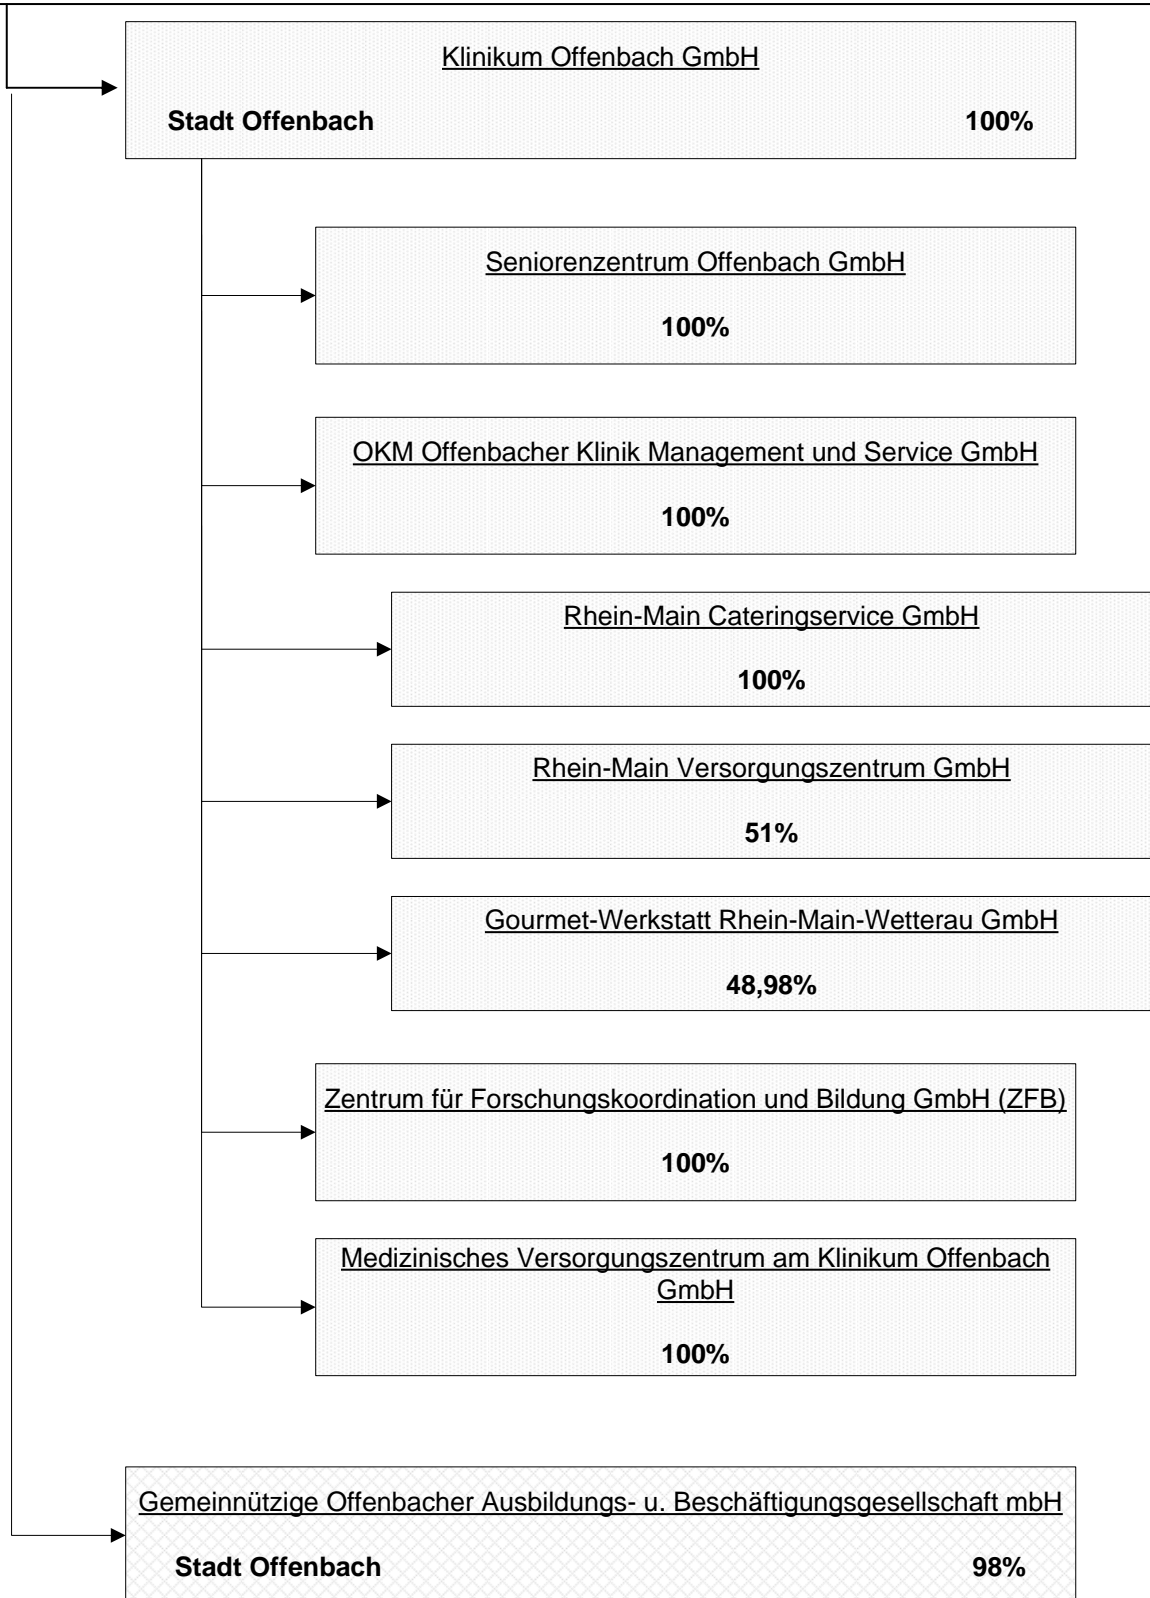 Klinikum Offenbach GmbH
Stadt Offenbach 100%
Seniorenzentrum Offenbach GmbH
100%
OKM Offenbacher Klinik Management und Service GmbH
100%
Rhein-Main Cateringservice GmbH
100%
Rhein-Main Versorgungszentrum GmbH
51%
Gourmet-Werkstatt Rhein-Main-Wetterau GmbH
48,98%
Zentrum für Forschungskoordination und Bildung GmbH (ZFB)
100%
Medizinisches Versorgungszentrum am Klinikum Offenbach
GmbH
100%
Gemeinnützige Offenbacher Ausbildungs- u. Beschäftigungsgesellschaft mbH
Stadt Offenbach 98%